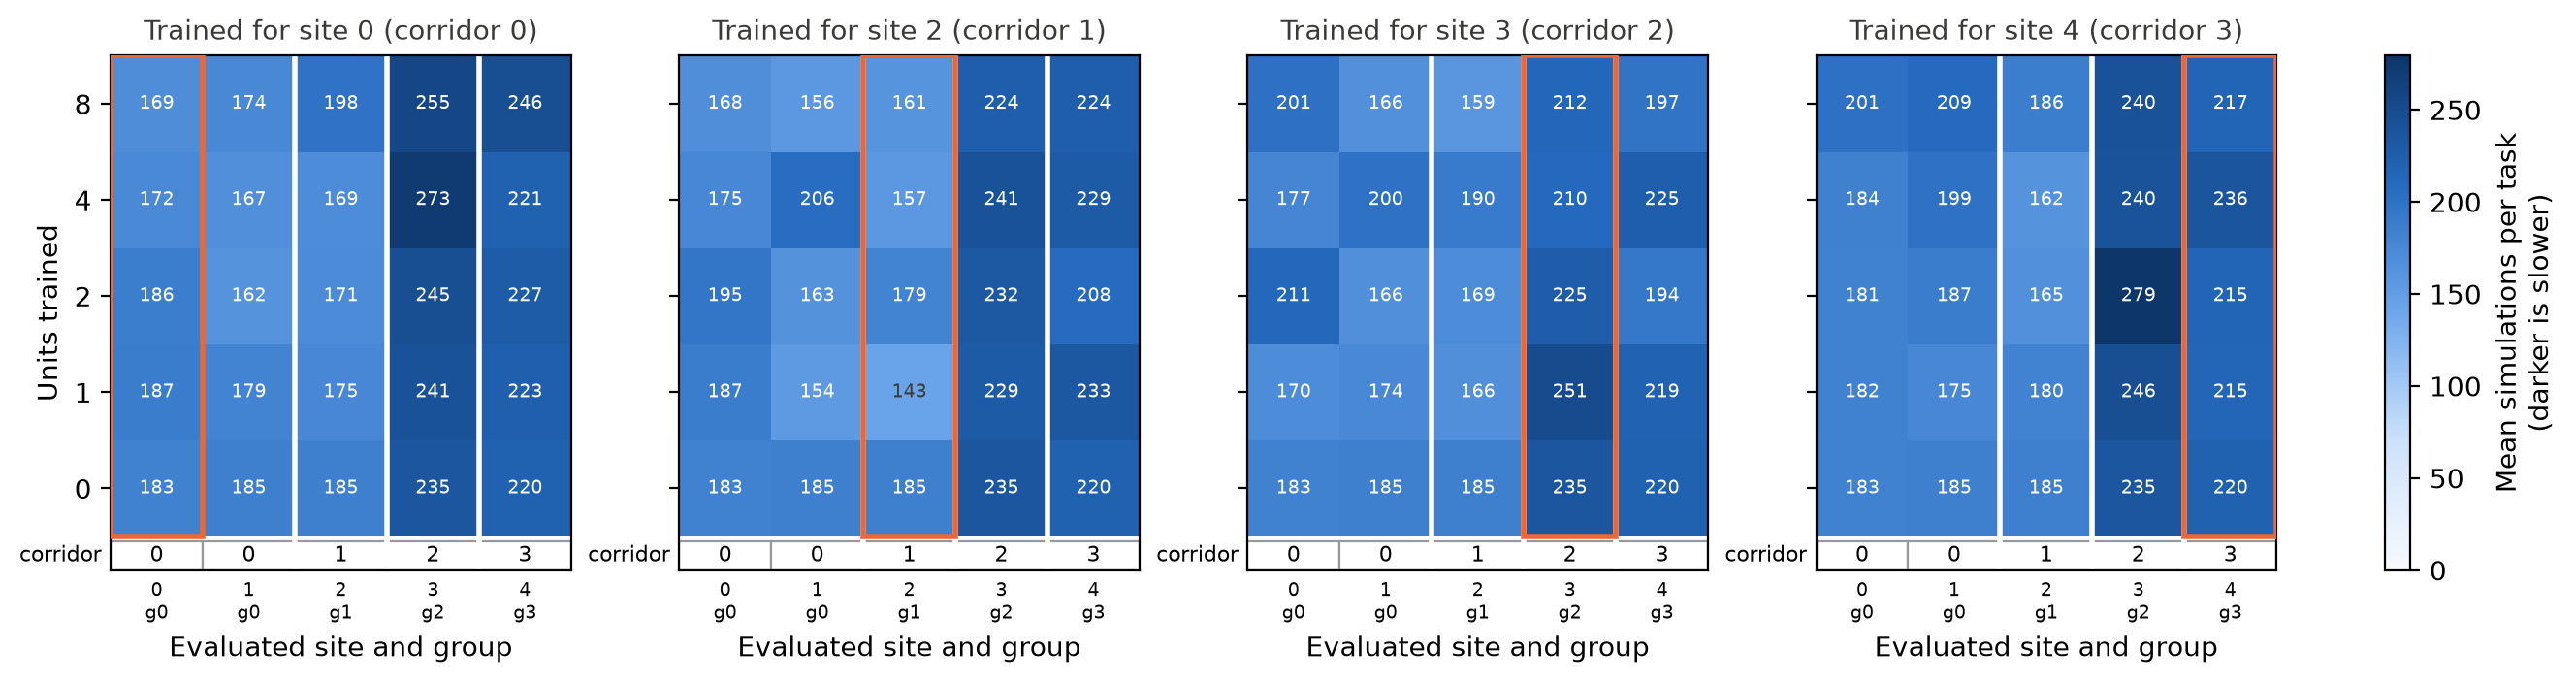 Trained for site 0 (corridor 0)
Trained for site 2 (corridor 1)
Trained for site 3 (corridor 2)
Trained for site 4 (corridor 3)
Units trained
8
4
2
1
0
169 174 198 255 246
172 167 169 273 221
186 162 171 245 227
187 179 175 241 223
183 185 185 235 220
corridor 0 0 1 2 3
0 1 2 3 4
g0 g0 g1 g2 g3
Evaluated site and group
168 156 161 224 224
175 206 157 241 229
195 163 179 232 208
187 154 143 229 233
183 185 185 235 220
corridor 0 0 1 2 3
0 1 2 3 4
g0 g0 g1 g2 g3
Evaluated site and group
201 166 159 212 197
177 200 190 210 225
211 166 169 225 194
170 174 166 251 219
183 185 185 235 220
corridor 0 0 1 2 3
0 1 2 3 4
g0 g0 g1 g2 g3
Evaluated site and group
201 209 186 240 217
184 199 162 240 236
181 187 165 279 215
182 175 180 246 215
183 185 185 235 220
corridor 0 0 1 2 3
0 1 2 3 4
g0 g0 g1 g2 g3
Evaluated site and group
250
200
150
100
50
0
Mean simulations per task
(darker is slower)